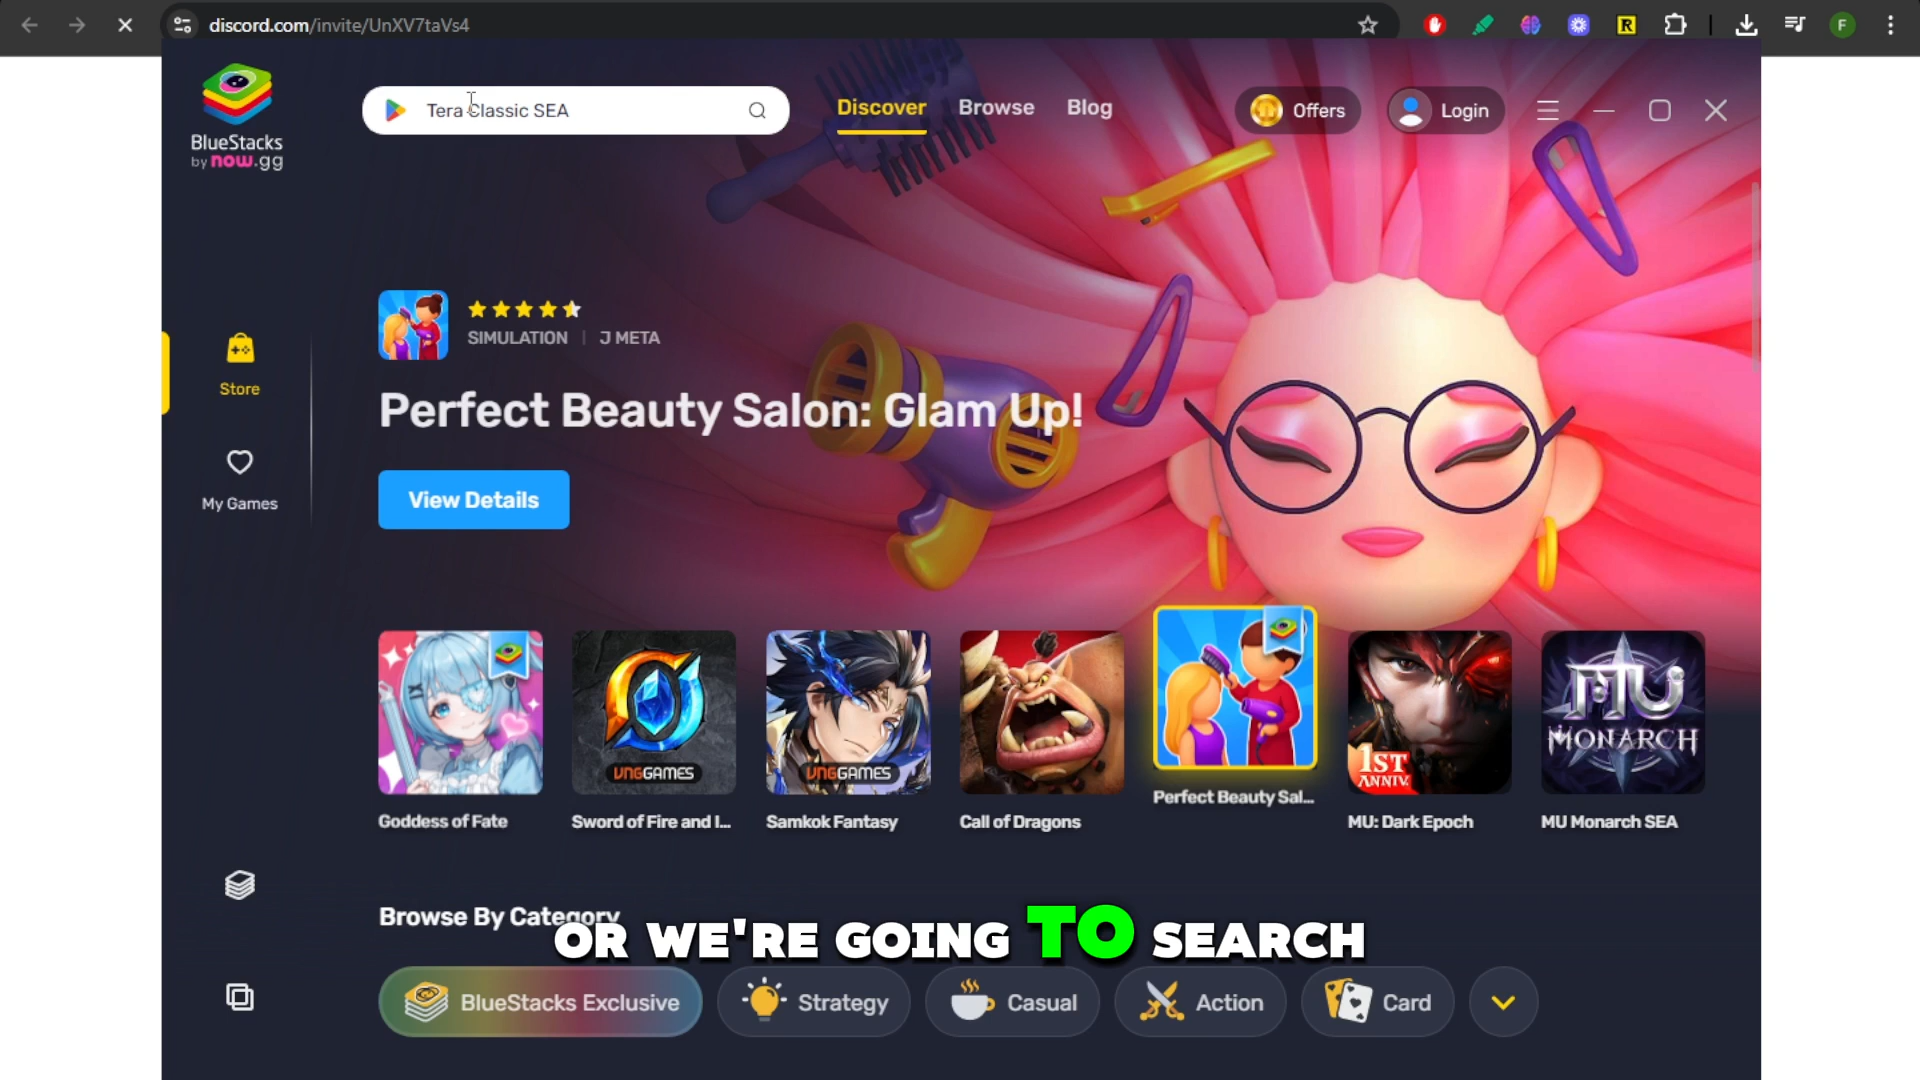 discord.com/invite/UnXV7taVs4
R
F
BlueStacks
by now.gg
Tera Classic SEA
Discover
Browse
Blog
Offers
Login
SIMULATION | J META
Store
Perfect Beauty Salon: Glam Up!
My Games
View Details
VNGGAMES
VNGGAMES
1ST
ANNIV.
MU
MONARCH
Goddess of Fate
Sword of Fire and I...
Samkok Fantasy
Call of Dragons
Perfect Beauty Sal...
MU: Dark Epoch
MU Monarch SEA
Browse By Category
OR WE'RE GOING TO SEARCH
BlueStacks Exclusive
Strategy
Casual
Action
Card